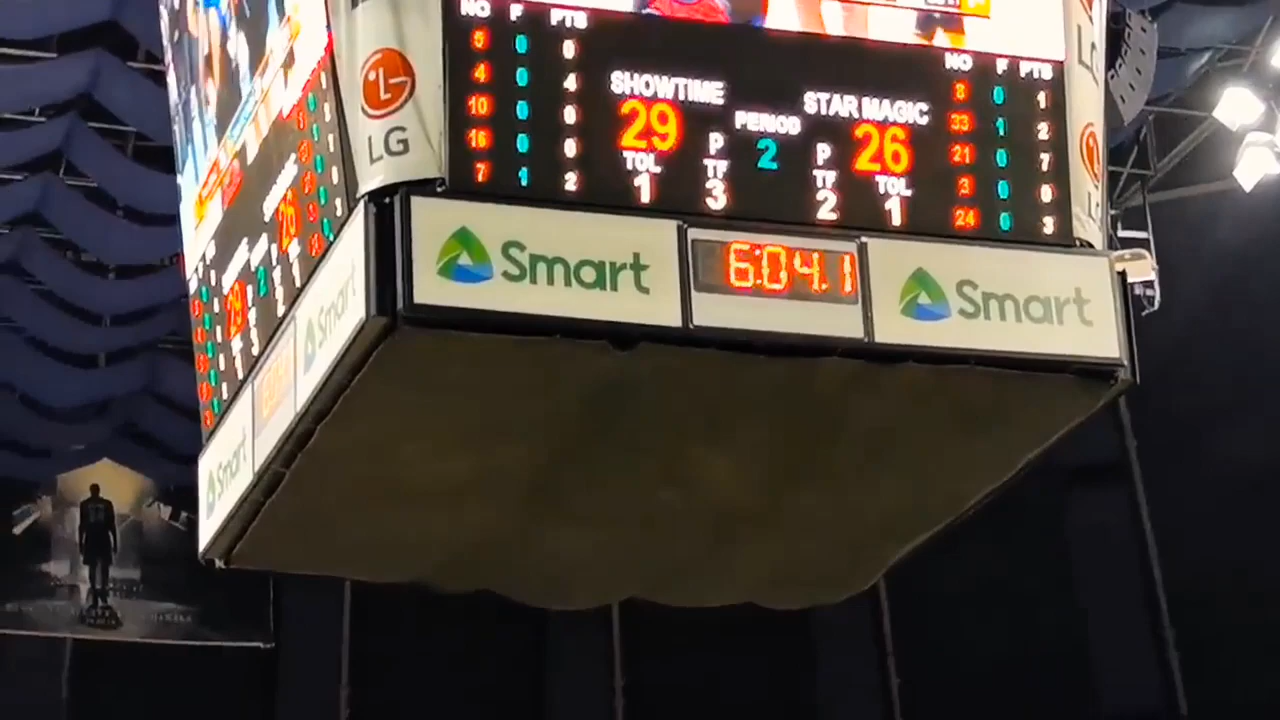 NO F PTS
5 0 0
4 0 4
10 0 0
16 0 0
7 1 2
SHOWTIME
29
TOL
1
P
TF
3
PERIOD
2
STAR MAGIC
26
P
TF
2
TOL
1
NO F PTS
8 0 1
33 1 2
21 0 7
3 0 0
24 0 3
LG
Smart
6:04.1
Smart
26
29
2
Smart
Smart